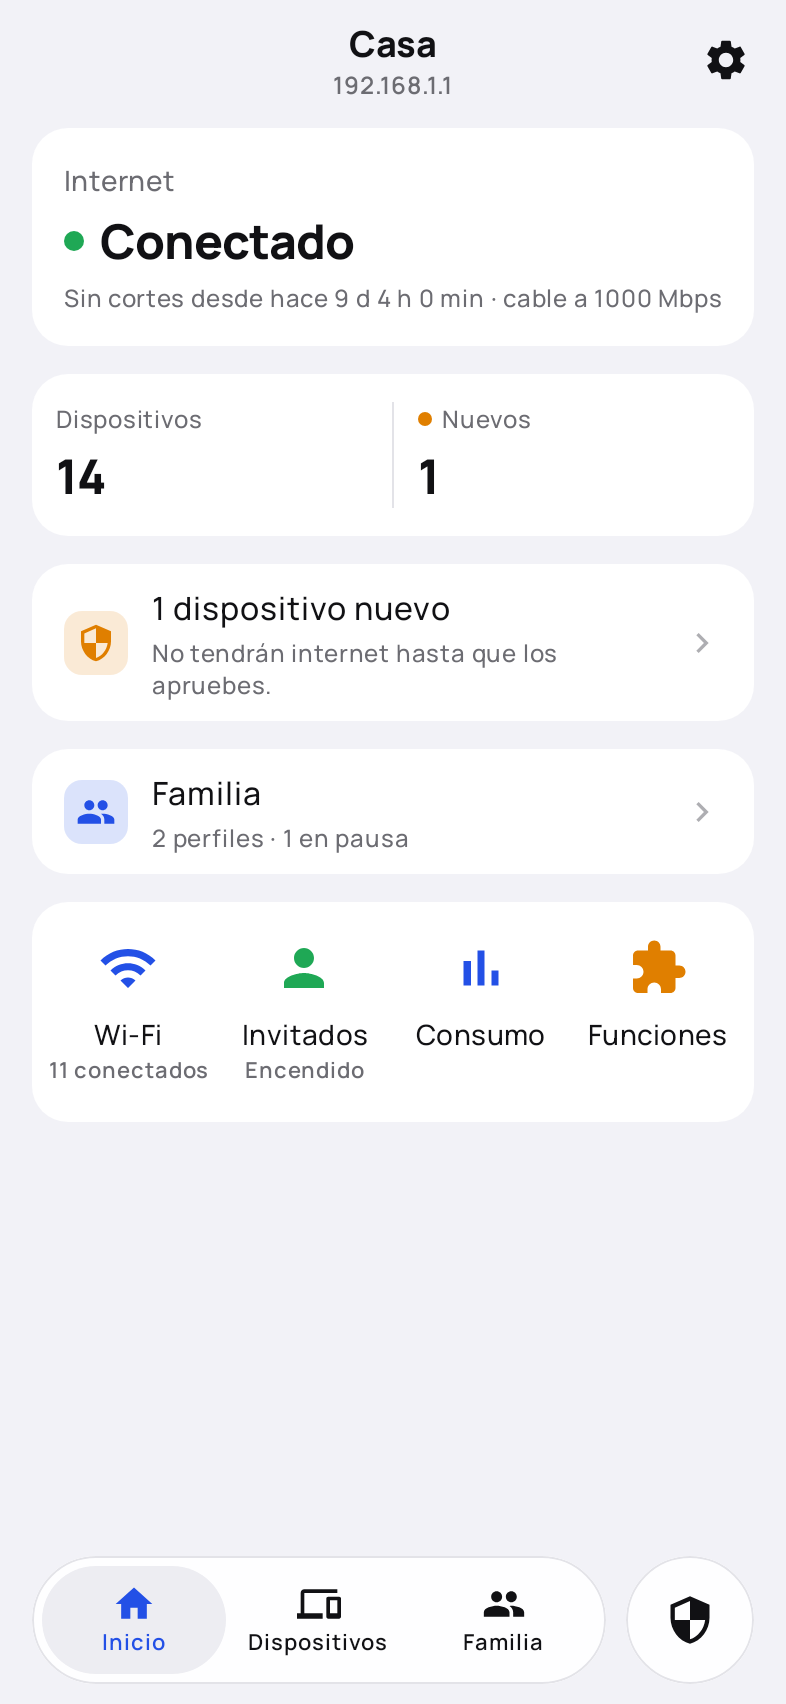 Casa
192.168.1.1
Internet
Conectado
Sin cortes desde hace 9 d 4 h 0 min · cable a 1000 Mbps
Dispositivos
14
Nuevos
1
1 dispositivo nuevo
No tendrán internet hasta que los
apruebes.
Familia
2 perfiles · 1 en pausa
Wi-Fi
11 conectados
Invitados
Encendido
Consumo
Funciones
Inicio
Dispositivos
Familia